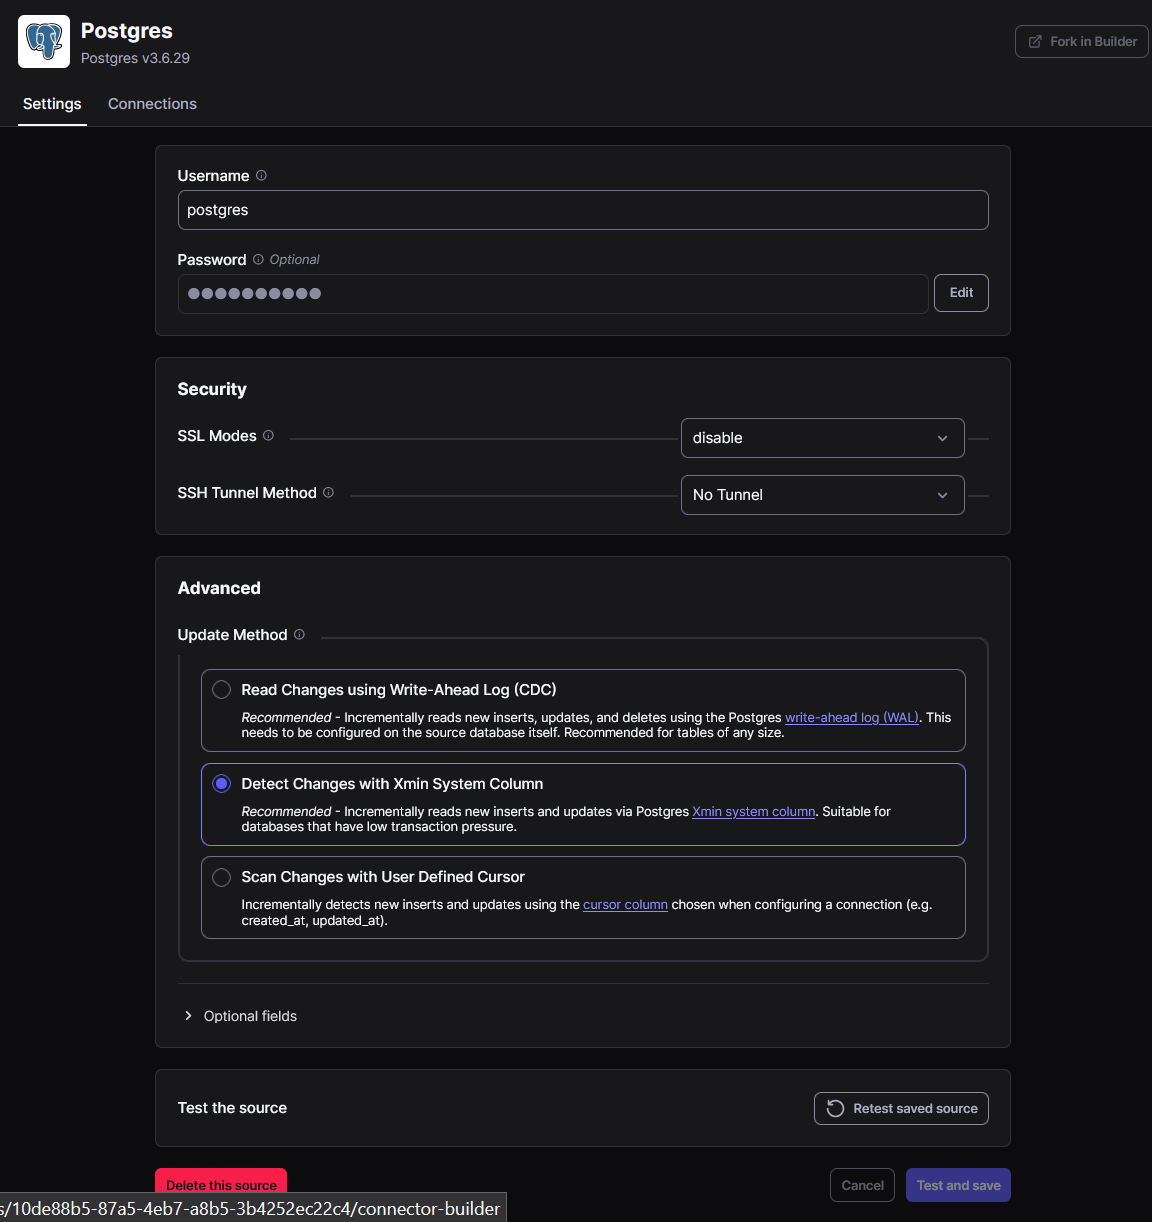 Postgres
Postgres v3.6.29
Fork in Builder
Settings
Connections
Username
postgres
Password Optional
Edit
Security
SSL Modes
disable
SSH Tunnel Method
No Tunnel
Advanced
Update Method
Read Changes using Write-Ahead Log (CDC)
Recommended - Incrementally reads new inserts, updates, and deletes using the Postgres write-ahead log (WAL). This
needs to be configured on the source database itself. Recommended for tables of any size.
Detect Changes with Xmin System Column
Recommended - Incrementally reads new inserts and updates via Postgres Xmin system column. Suitable for
databases that have low transaction pressure.
Scan Changes with User Defined Cursor
Incrementally detects new inserts and updates using the cursor column chosen when configuring a connection (e.g.
created_at, updated_at).
Optional fields
Test the source
Retest saved source
Delete this source
Cancel
Test and save
s/10de88b5-87a5-4eb7-a8b5-3b4252ec22c4/connector-builder